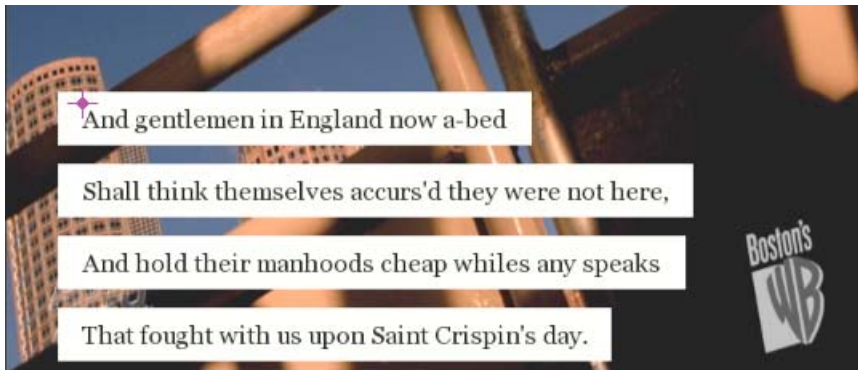 And gentlemen in England now a-bed
Shall think themselves accurs'd they were not here,
And hold their manhoods cheap whiles any speaks
That fought with us upon Saint Crispin's day.
Boston's
WB